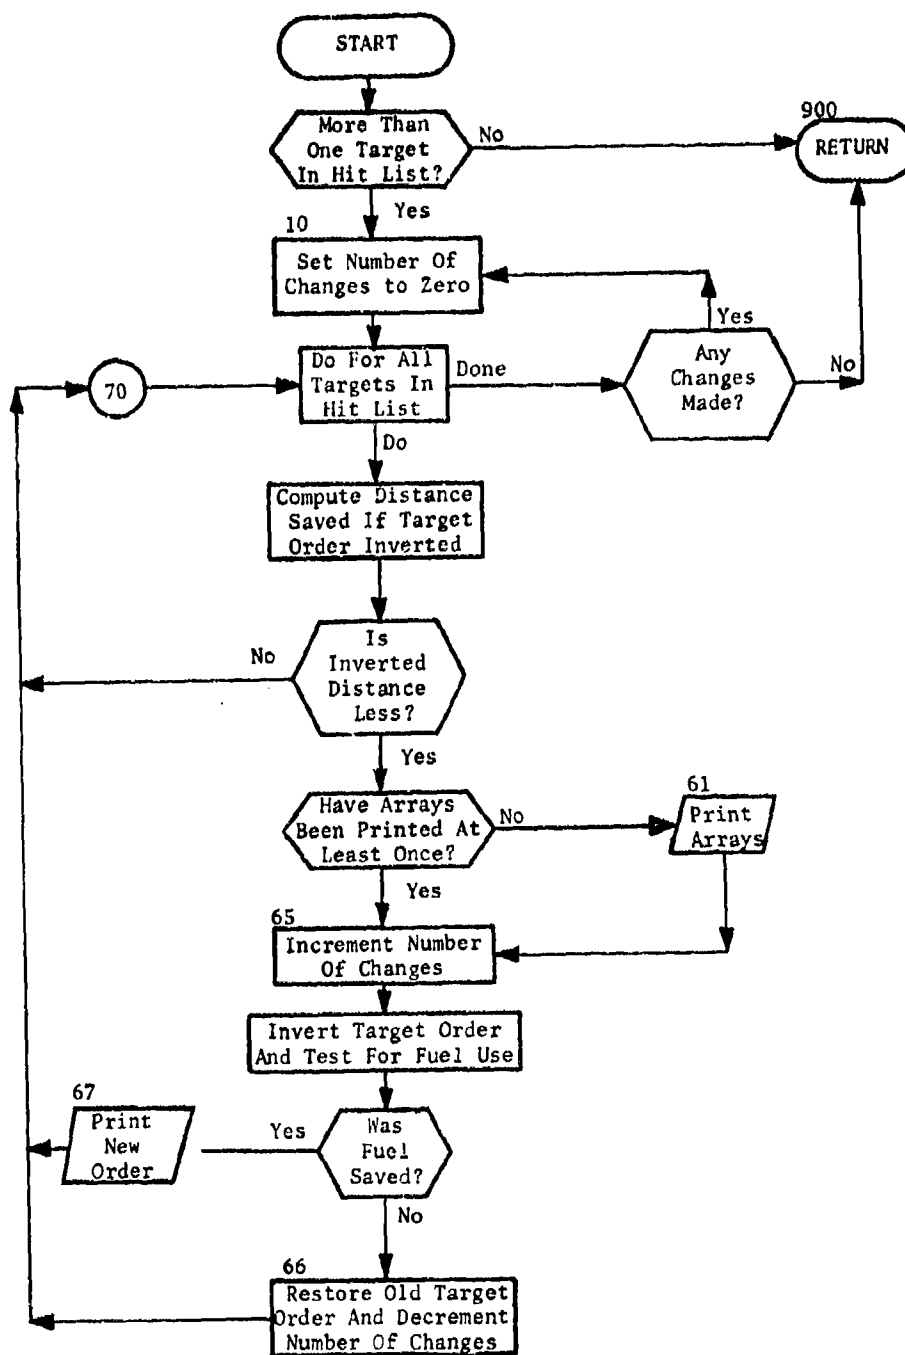 START
More Than
One Target
In Hit List?
No
900
RETURN
Yes
10
Set Number Of
Changes to Zero
Yes
Any
Changes
Made?
No
70
Do For All
Targets In
Hit List
Done
Do
Compute Distance
Saved If Target
Order Inverted
Is
Inverted
Distance
Less?
No
Yes
Have Arrays
Been Printed At
Least Once?
No
61
Print
Arrays
Yes
65
Increment Number
Of Changes
Invert Target Order
And Test For Fuel Use
67
Print
New
Order
Yes
Was
Fuel
Saved?
No
66
Restore Old Target
Order And Decrement
Number Of Changes